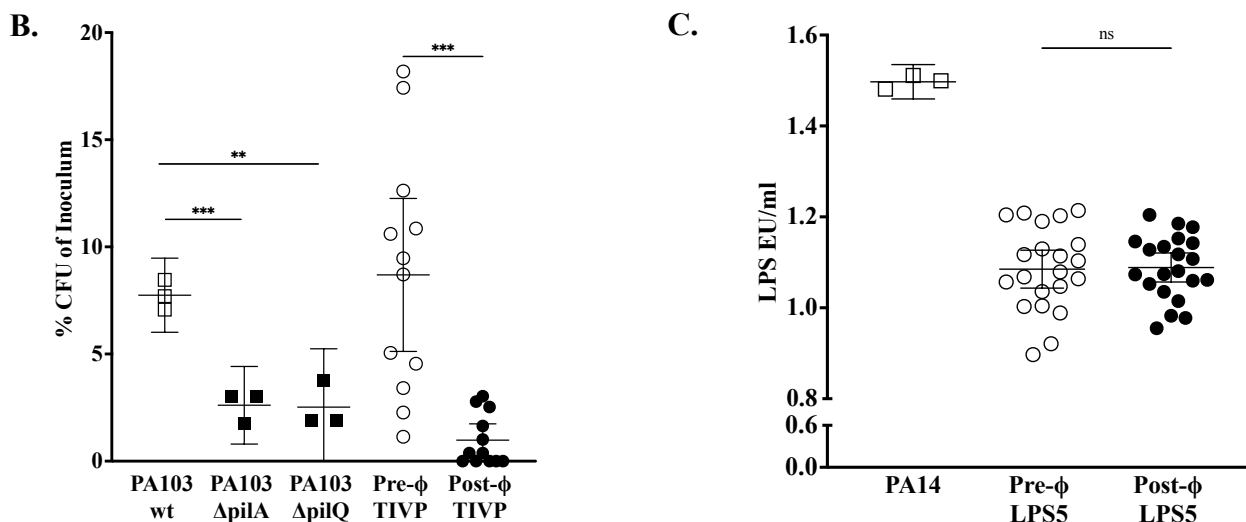 B.
% CFU of Inoculum
20
15
10
5
0
***
**
***
PA103 wt
PA103 ΔpilA
PA103 ΔpilQ
Pre-ϕ TIVP
Post-ϕ TIVP
C.
LPS EU/ml
1.6
1.4
1.2
1.0
0.8
0.6
0.0
ns
PA14
Pre-ϕ LPS5
Post-ϕ LPS5